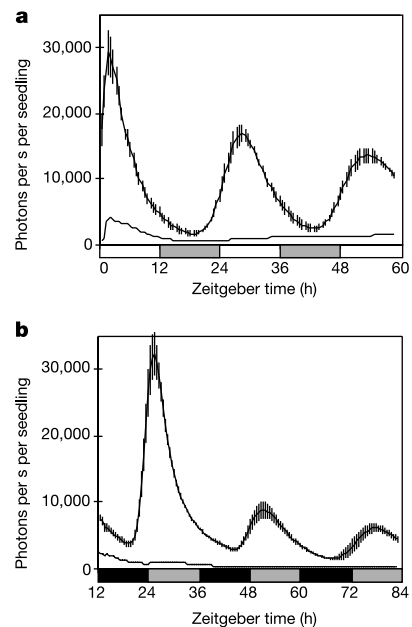 a
Photons per s per seedling
30,000
20,000
10,000
0
0 12 24 36 48 60
Zeitgeber time (h)
b
Photons per s per seedling
30,000
20,000
10,000
0
12 24 36 48 60 72 84
Zeitgeber time (h)